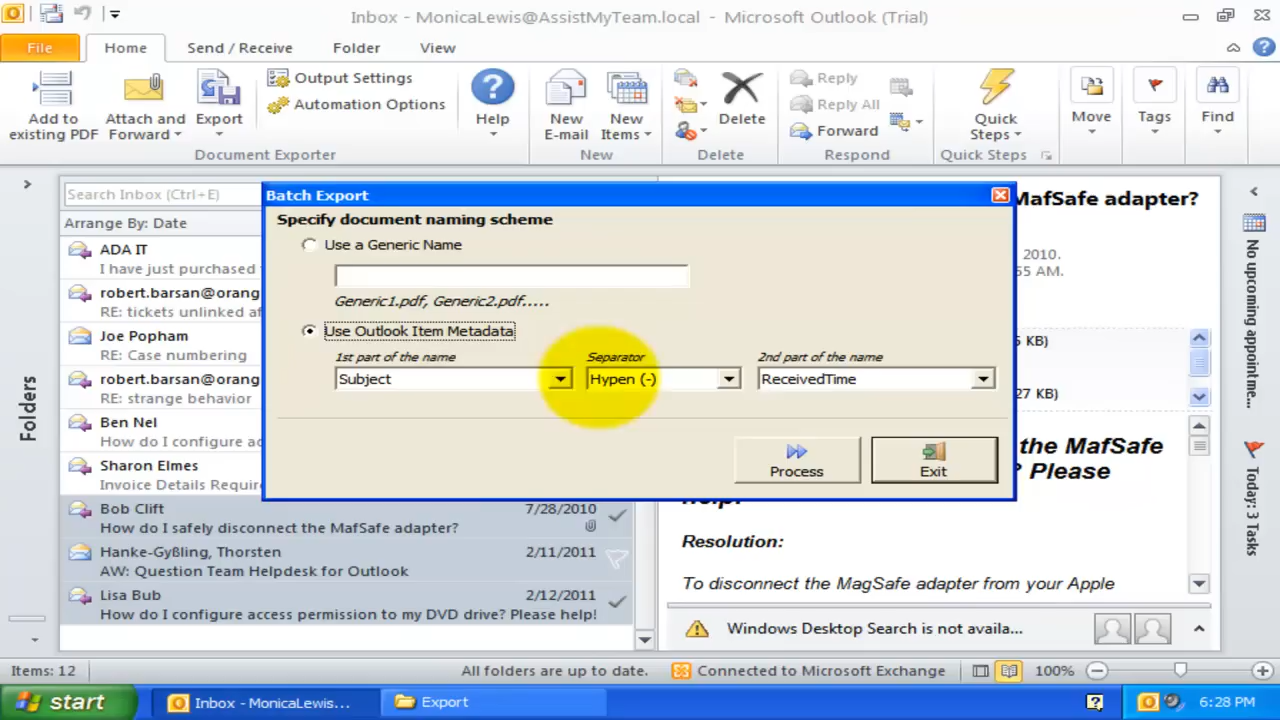 Inbox - MonicaLewis@AssistMyTeam.local - Microsoft Outlook (Trial)
File Home Send / Receive Folder View
Add to existing PDF
Attach and Forward
Export
Output Settings
Automation Options
Help
New E-mail
New Items
Delete
Reply
Reply All
Forward
Quick Steps
Move
Tags
Find
Document Exporter New Delete Respond Quick Steps
Search Inbox (Ctrl+E)
Arrange By: Date
ADA IT
I have just purchased
robert.barsan@orang
RE: tickets unlinked a
Joe Popham
RE: Case numbering
robert.barsan@orang
RE: strange behavior
Ben Nel
How do I configure ac
Sharon Elmes
Invoice Details Requir
Bob Clift 7/28/2010
How do I safely disconnect the MafSafe adapter?
Hanke-Gyßling, Thorsten 2/11/2011
AW: Question Team Helpdesk for Outlook
Lisa Bub 2/12/2011
How do I configure access permission to my DVD drive? Please help!
Folders
Batch Export
Specify document naming scheme
Use a Generic Name
Generic1.pdf, Generic2.pdf.....
Use Outlook Item Metadata
1st part of the name Separator 2nd part of the name
Subject Hypen (-) ReceivedTime
Process Exit
MafSafe adapter?
2010.
55 AM.
5 KB)
27 KB)
the MafSafe
? Please
help!
Resolution:
To disconnect the MagSafe adapter from your Apple
Windows Desktop Search is not availa...
No upcoming appointme...
Today: 3 Tasks
Items: 12 All folders are up to date. Connected to Microsoft Exchange 100%
start Inbox - MonicaLewis... Export 6:28 PM